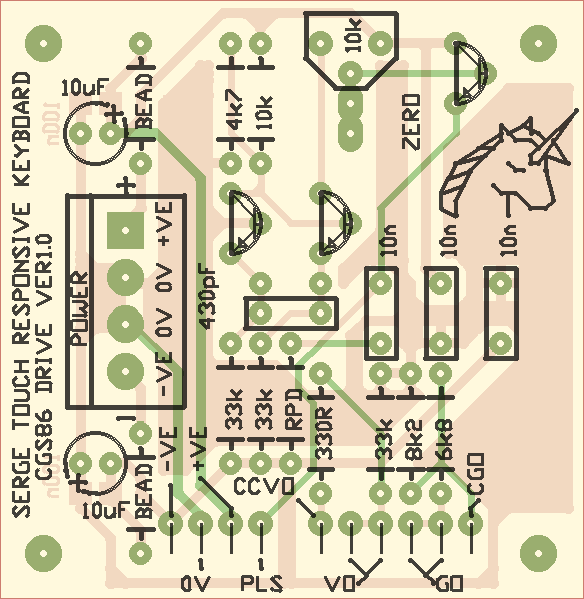 SERGE TOUCH RESPONSIVE KEYBOARD
CGS86 DRIVE VER1.0
10uF
100n
BEAD
4k7
10k
10k
ZERO
+
+
POWER
-VE 0V 0V +VE
430pF
10n
10n
10n
-
-VE
+VE
33k
33k
RPD
330R
33k
8k2
6k8
+
10uF
BEAD
CCVO
CGO
0V
PLS
VO
GO